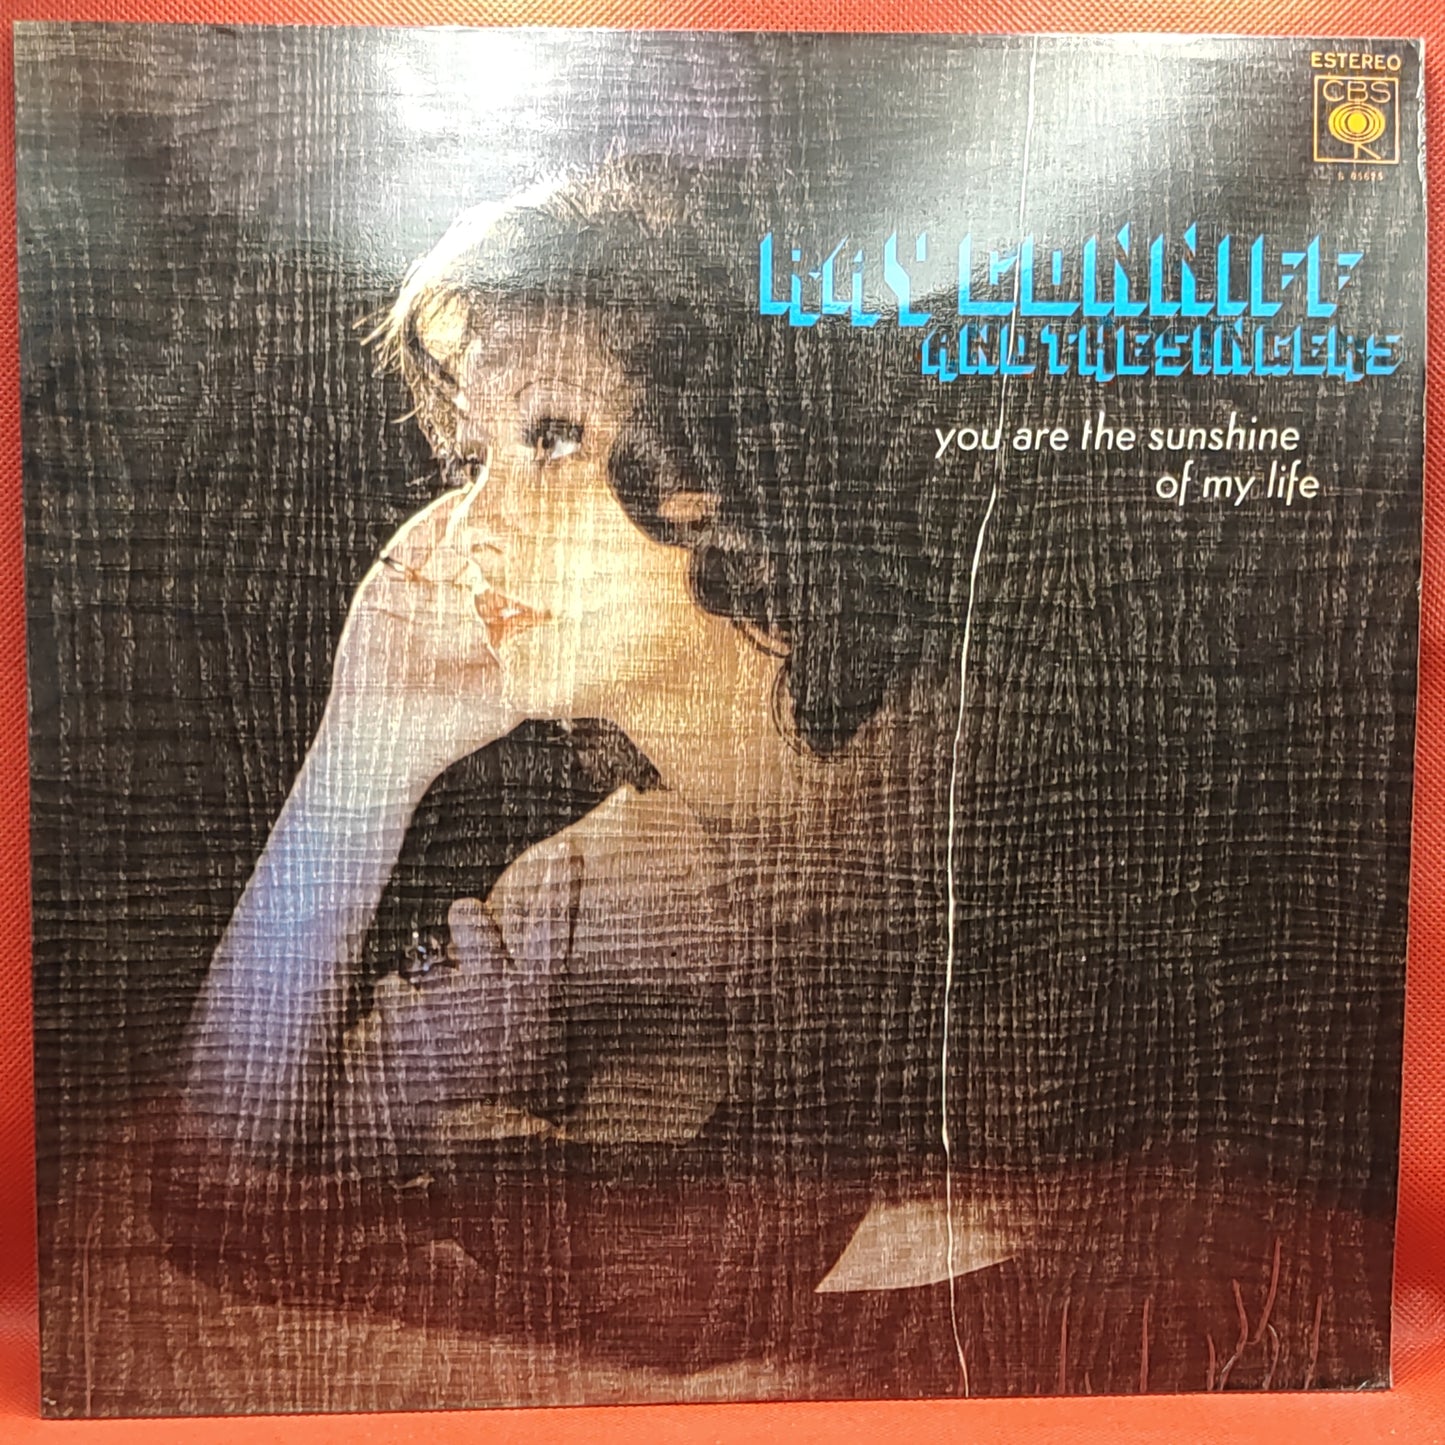 ESTEREO
CBS
RAY CONNIFF
AND THE SINGERS
you are the sunshine
of my life